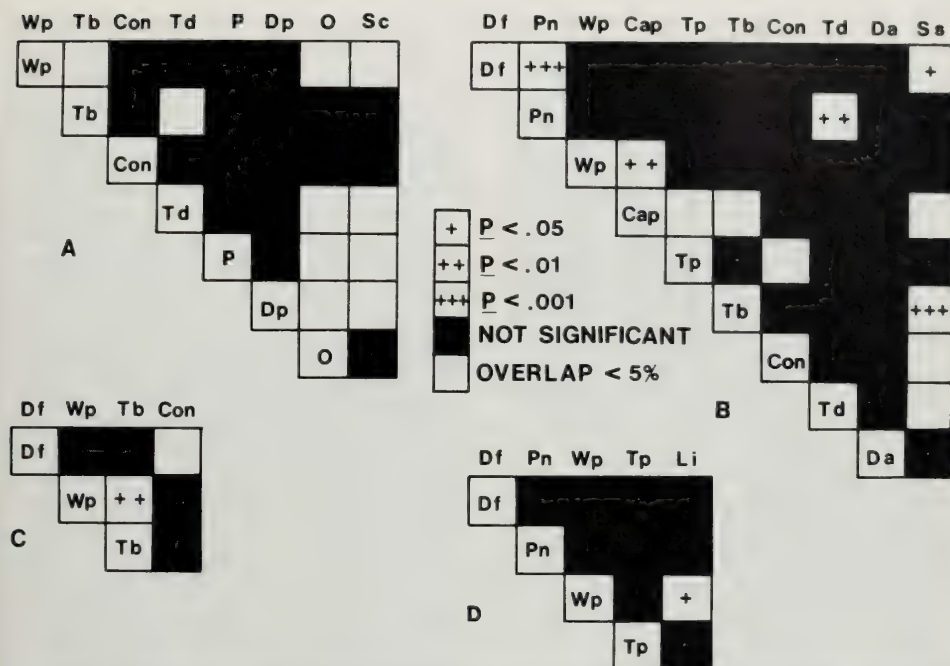 Wp Tb Con Td P Dp O Sc
Wp
Tb
Con
Td
P
Dp
O
A
Df Pn Wp Cap Tp Tb Con Td Da Ss
Df +++ +
Pn ++
Wp ++
Cap
Tp
Tb +++
Con
Td
Da
B
+ P < .05
++ P < .01
+++ P < .001
NOT SIGNIFICANT
OVERLAP < 5%
Df Wp Tb Con
Df
Wp ++
Tb
C
Df Pn Wp Tp Li
Df
Pn
Wp +
Tp
D